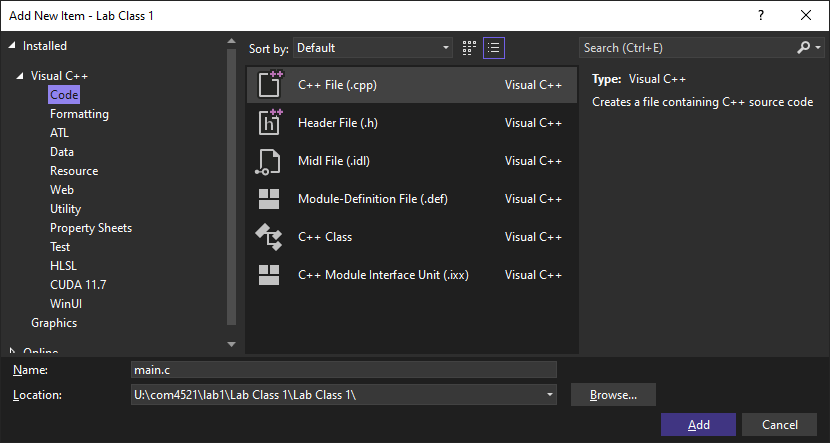 Add New Item - Lab Class 1
? ×
Installed
Visual C++
Code
Formatting
ATL
Data
Resource
Web
Utility
Property Sheets
Test
HLSL
CUDA 11.7
WinUI
Graphics
Online
Sort by: Default
C++ File (.cpp) Visual C++
Header File (.h) Visual C++
Midl File (.idl) Visual C++
Module-Definition File (.def) Visual C++
C++ Class Visual C++
C++ Module Interface Unit (.ixx) Visual C++
Search (Ctrl+E)
Type: Visual C++
Creates a file containing C++ source code
Name: main.c
Location: U:\com4521\lab1\Lab Class 1\Lab Class 1\
Browse...
Add Cancel